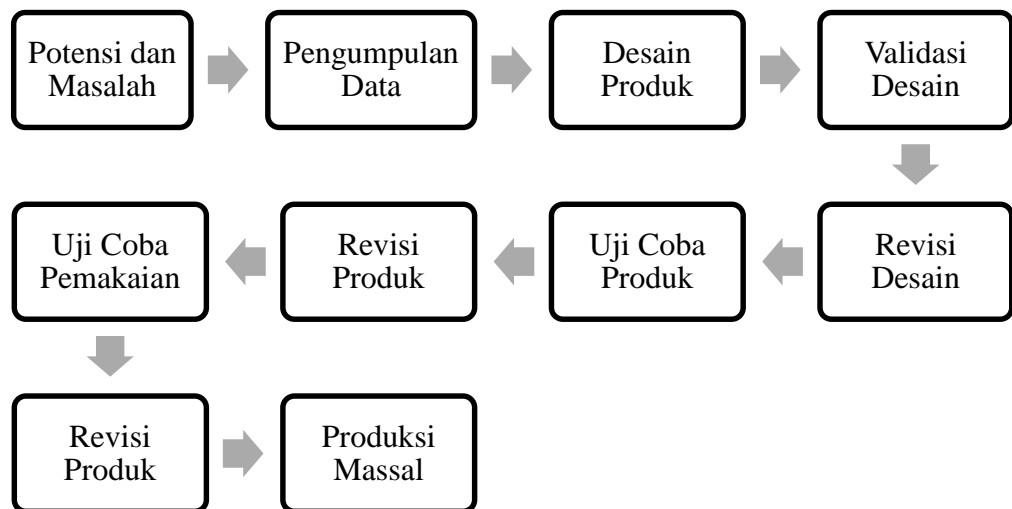 Potensi dan
Masalah
Pengumpulan
Data
Desain
Produk
Validasi
Desain
Revisi
Desain
Uji Coba
Produk
Revisi
Produk
Uji Coba
Pemakaian
Revisi
Produk
Produksi
Massal